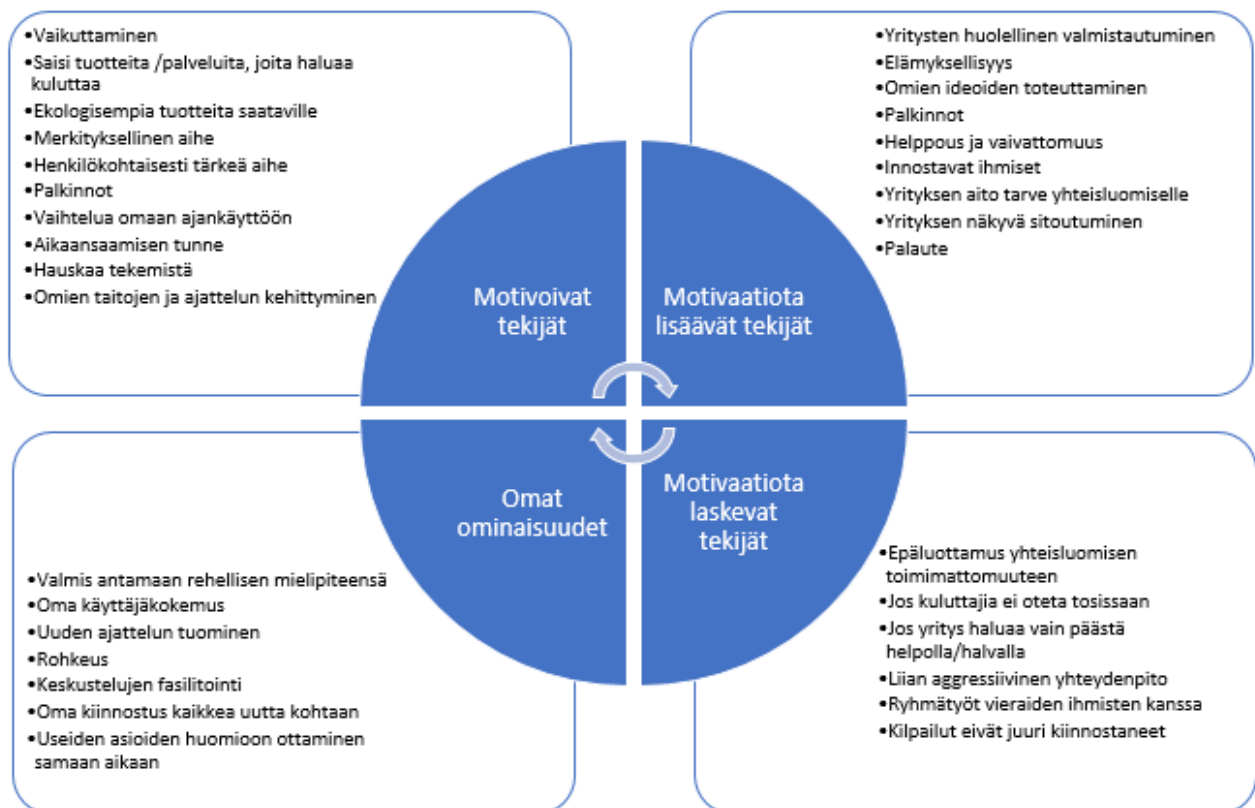 •Vaikuttaminen
•Saisi tuotteita /palveluita, joita haluaa
kuluttaa
•Ekologisempia tuotteita saataville
•Merkityksellinen aihe
•Henkilökohtaisesti tärkeä aihe
•Palkinnot
•Vaihtelua omaan ajankäyttöön
•Aikaansaamisen tunne
•Hauskaa tekemistä
•Omien taitojen ja ajattelun kehittyminen
Motivoivat
tekijät
•Yritysten huolellinen valmistautuminen
•Elämyksellisyys
•Omien ideoiden toteuttaminen
•Palkinnot
•Helppous ja vaivattomuus
•Innostavat ihmiset
•Yrityksen aito tarve yhteisluomiselle
•Yrityksen näkyvä sitoutuminen
•Palaute
Motivaatiota
lisäävät tekijät
Omat
ominaisuudet
•Valmis antamaan rehellisen mielipiteensä
•Oma käyttäjäkokemus
•Uuden ajattelun tuominen
•Rohkeus
•Keskustelujen fasilitointi
•Oma kiinnostus kaikkea uutta kohtaan
•Useiden asioiden huomioon ottaminen
samaan aikaan
Motivaatiota
laskevat
tekijät
•Epäluottamus yhteisluomisen
toimimattomuuteen
•Jos kuluttajia ei oteta tosissaan
•Jos yritys haluaa vain päästä
helpolla/halvalla
•Liian aggressiivinen yhteydenpito
•Ryhmätyöt vieraiden ihmisten kanssa
•Kilpailut eivät juuri kiinnostaneet